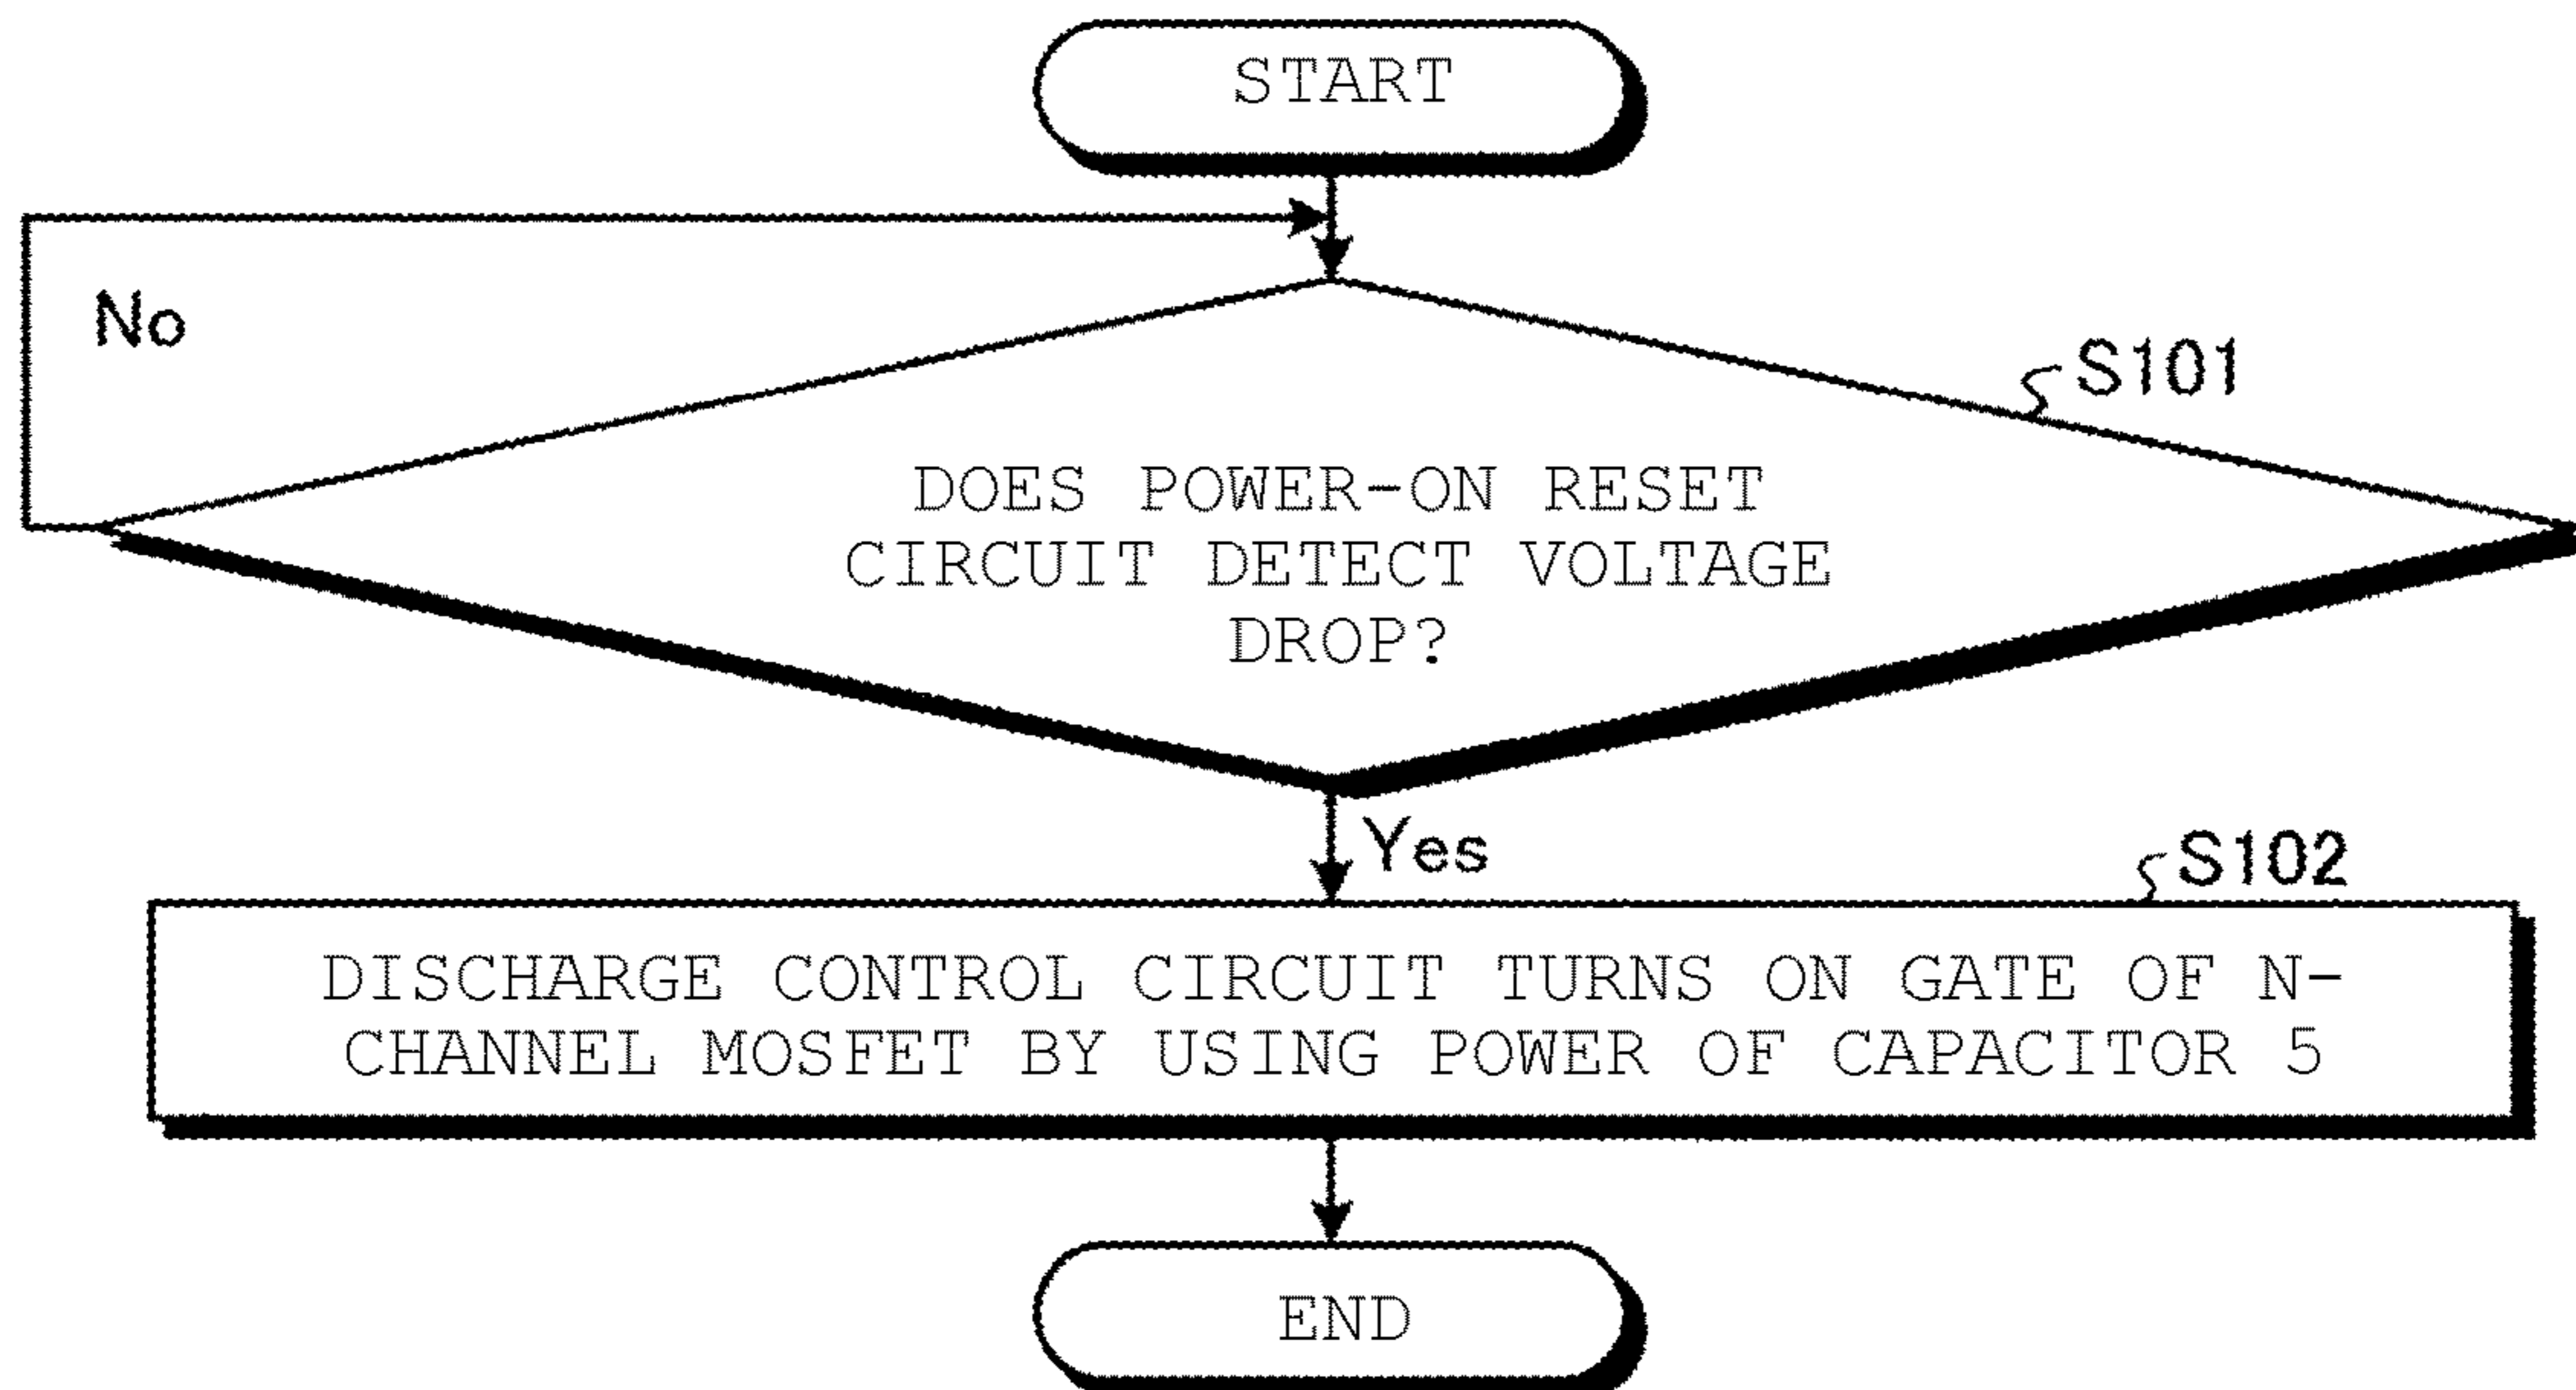 START
No
S101
DOES POWER-ON RESET
CIRCUIT DETECT VOLTAGE
DROP?
Yes
S102
DISCHARGE CONTROL CIRCUIT TURNS ON GATE OF N-
CHANNEL MOSFET BY USING POWER OF CAPACITOR 5
END